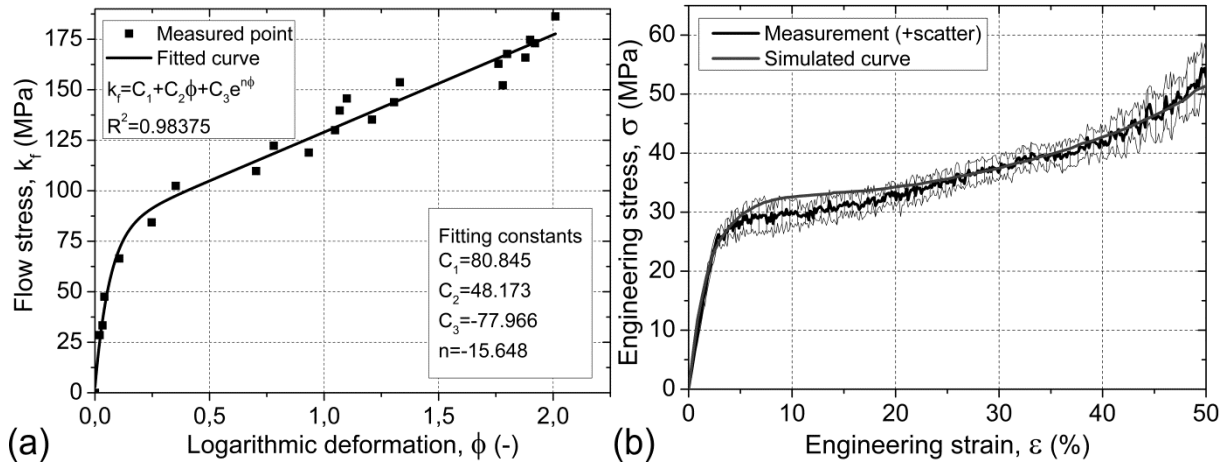 Measured point
Fitted curve
k_f=C_1+C_2ϕ+C_3e^{nϕ}
R^2=0.98375
Fitting constants
C_1=80.845
C_2=48.173
C_3=-77.966
n=-15.648
Flow stress, k_f (MPa)
175
150
125
100
75
50
25
0
0,0
0,5
1,0
1,5
2,0
Logarithmic deformation, ϕ (-)
(a)
Measurement (+scatter)
Simulated curve
Engineering stress, σ (MPa)
60
50
40
30
20
10
0
0
10
20
30
40
50
Engineering strain, ε (%)
(b)